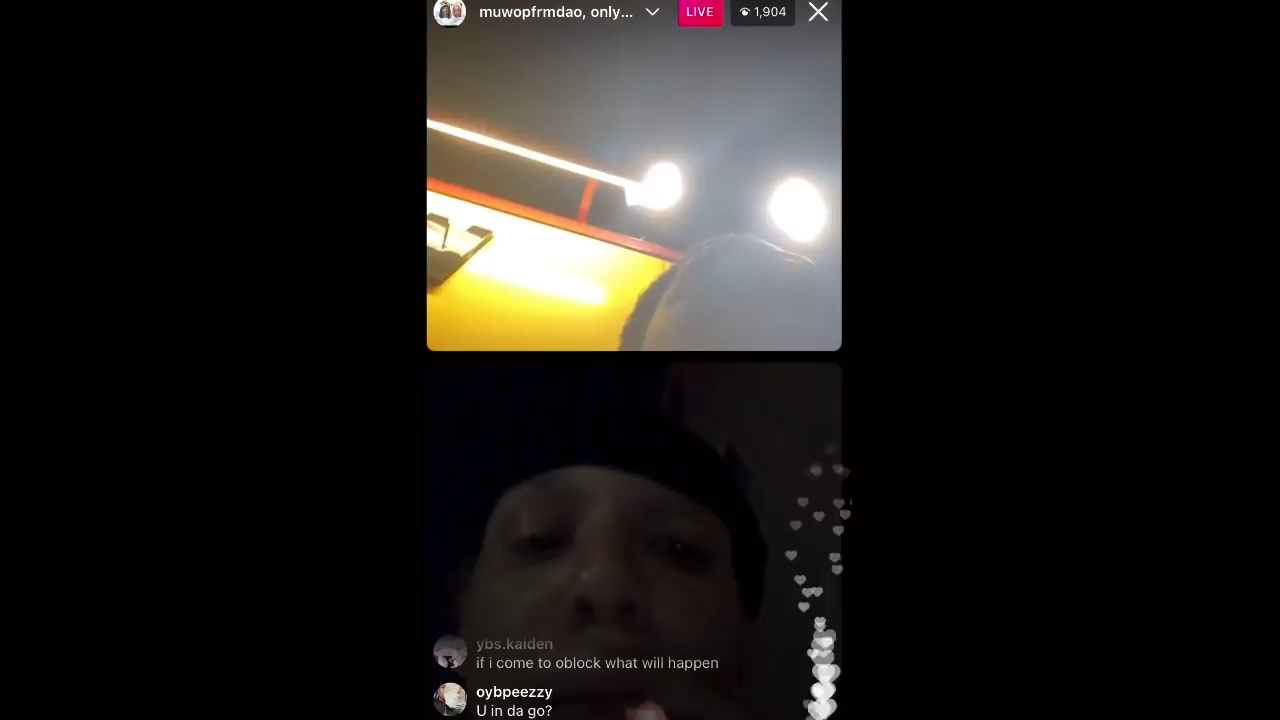 muwopfrmdao, only...
LIVE
1,904
ybs.kaiden
if i come to oblock what will happen
oybpeezzy
U in da go?